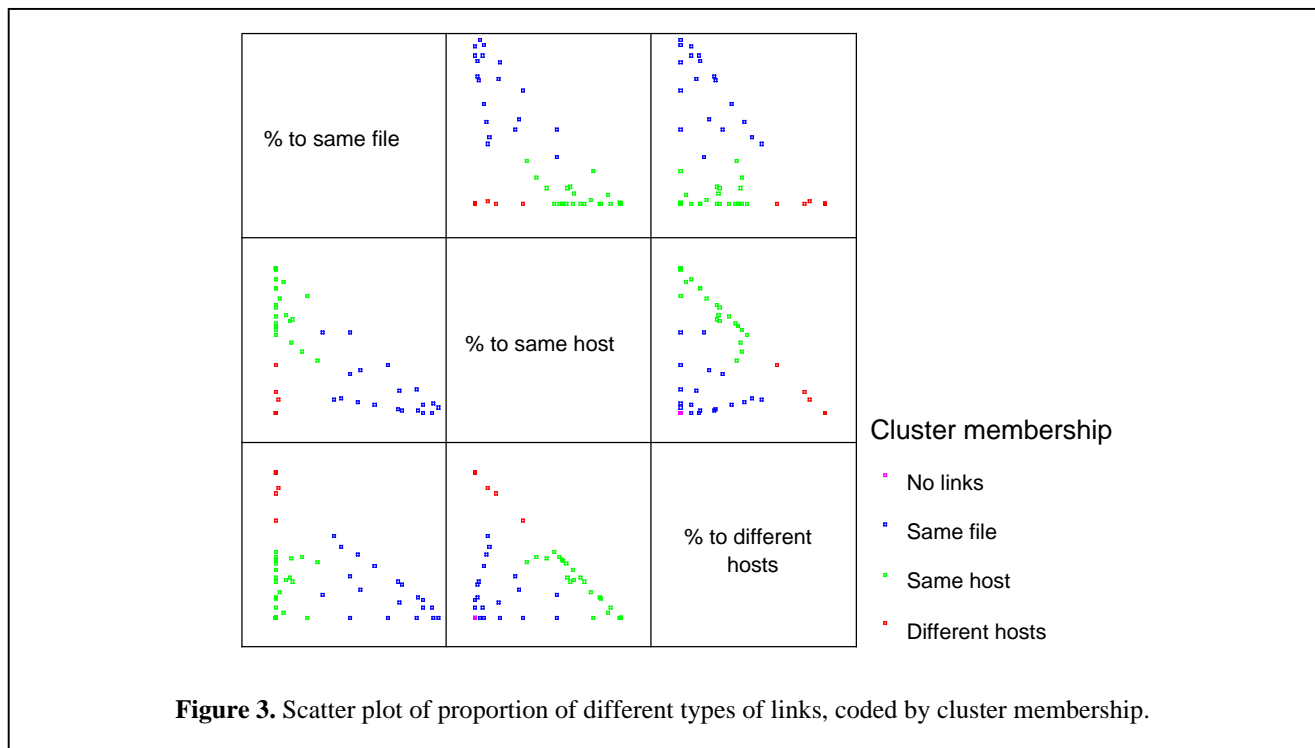 % to same file
% to same host
% to different
hosts
Cluster membership
No links
Same file
Same host
Different hosts
Figure 3. Scatter plot of proportion of different types of links, coded by cluster membership.